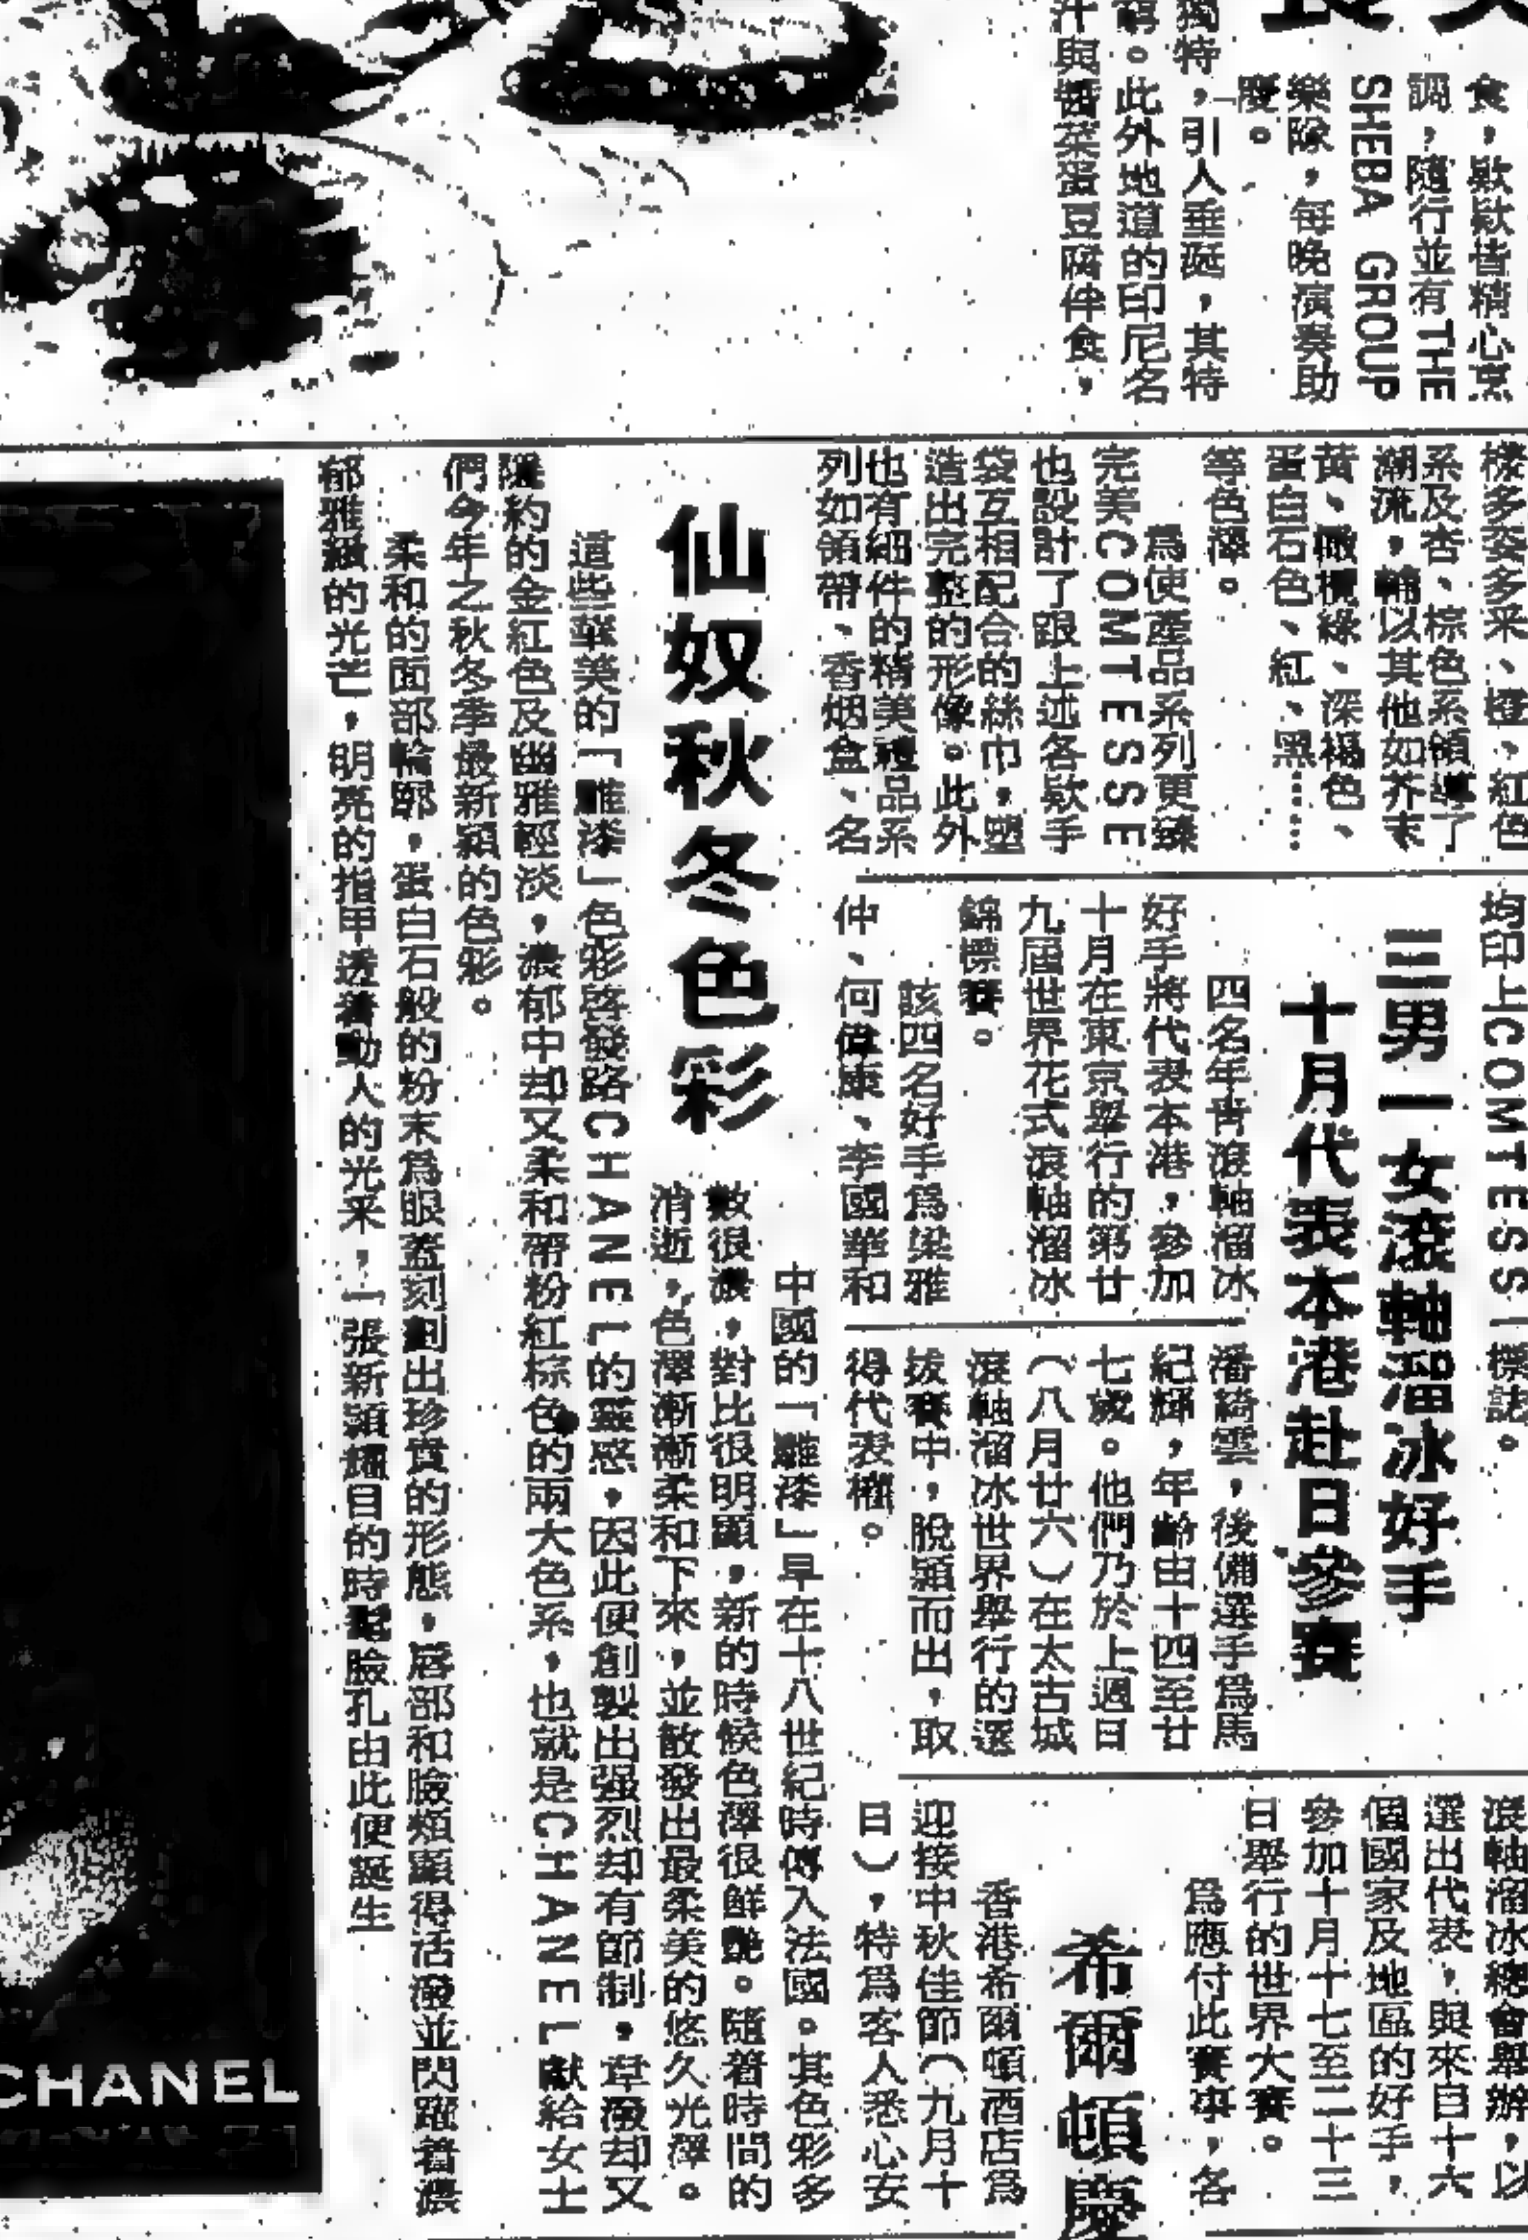 食，歀歀皆精心烹
調，隨行並有THE
SHEBA GROUP
樂隊，每晚演奏助
慶。
獨特，引人垂涎，其特
。此外地道的印尼名
汁與雜菜蛋豆腐伴食，
樣多姿多采、橙、紅色
系及杏、棕色系領導了
潮流，輔以其他如芥末
黃、橄欖綠、深褐色、
蛋白石色、紅、黑……
等色澤。
爲使產品系列更臻
完美COMTESSE
也設計了跟上述各歀手
袋互相配合的絲巾，塑
造出完整的形像。此外
也有細件的精美禮品系
列如領帶、香烟盒、名
均印上COMTESS
標誌。
三男一女滾軸溜冰好手
十月代表本港赴日參賽
四名年青滾軸溜冰
好手將代表本港，參加
十月在東京舉行的第廿
九屆世界花式滾軸溜冰
錦標賽。
該四名好手爲梁雅
仲、何偉康、李國華和
潘綺雲，後備選手爲馬
紀輝，年齡由十四至廿
七歲。他們乃於上週日
（八月廿六）在太古城
滾軸溜冰世界舉行的選
拔賽中，脫穎而出，取
得代表權。
滾軸溜冰總會舉辦，以
選出代表，與來自十六
個國家及地區的好手，
參加十月十七至二十三
日舉行的世界大賽。
爲應付此賽事，各
希爾頓慶
香港希爾頓酒店爲
迎接中秋佳節（九月十
日），特爲客人悉心安
仙奴秋冬色彩
中國的「雕漆」早在十八世紀時傳入法國。其色彩多
數很濃，對比很明顯，新的時候色澤很鮮艷。隨着時間的
消逝，色澤漸漸柔和下來，並散發出最柔美的悠久光澤。
這些華美的「雕漆」色彩啓發路CHANEL的靈感，因此便創製出强烈却有節制，韋潑却又
隱約的金紅色及幽雅輕淡，濃郁中却又柔和帶粉紅棕色的兩大色系，也就是CHANEL献給女士
們今年之秋冬季最新穎的色彩。
柔和的面部輪郭，蛋白石般的粉末爲眼蓋刻劃出珍貴的形態，唇部和臉頰顯得活潑並閃躍着濃
郁雅緻的光芒，明亮的指甲透着動人的光采，一張新穎耀目的時髦臉孔由此便誕生
CHANEL